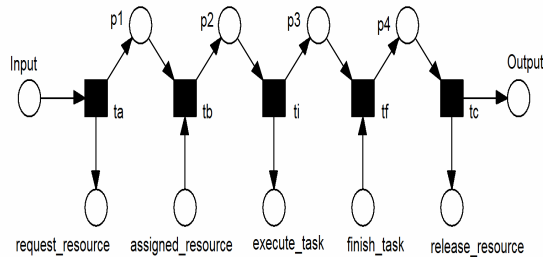 p1
p2
p3
p4
Input
Output
ta
tb
ti
tf
tc
request_resource
assigned_resource
execute_task
finish_task
release_resource